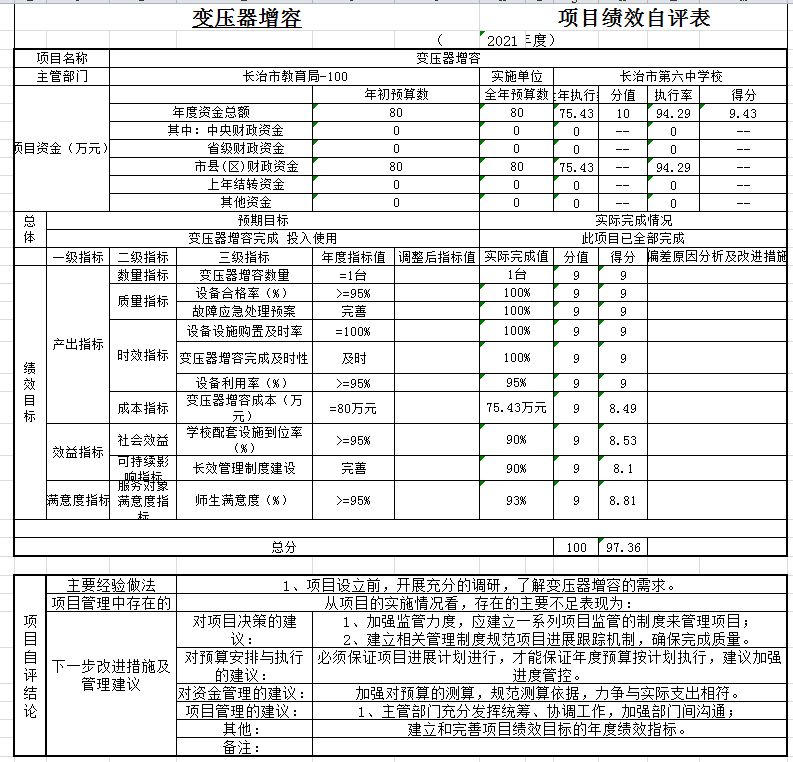 变压器增容 项目绩效自评表
( 2021 年度)
项目名称 变压器增容
主管部门 长治市教育局-100 实施单位 长治市第六中学校
项目资金(万元) 年初预算数 全年预算数 年执行 分值 执行率 得分
年度资金总额 80 80 75.43 10 94.29 9.43
其中: 中央财政资金 0 0 0 -- 0 --
省级财政资金 0 0 0 -- 0 --
市县(区)财政资金 80 80 75.43 -- 94.29 --
上年结转资金 0 0 0 -- 0 --
其他资金 0 0 0 -- 0 --
总体 预期目标 实际完成情况
变压器增容完成 投入使用 此项目已全部完成
绩效目标 一级指标 二级指标 三级指标 年度指标值 调整后指标值 实际完成值 分值 得分 偏差原因分析及改进措施
产出指标 数量指标 变压器增容数量 =1台 1台 9 9
质量指标 设备合格率(%) >=95% 100% 9 9
故障应急处理预案 完善 100% 9 9
时效指标 设备设施购置及时率 =100% 100% 9 9
变压器增容完成及时性 及时 100% 9 9
设备利用率(%) >=95% 95% 9 9
成本指标 变压器增容成本(万元) =80万元 75.43万元 9 8.49
效益指标 社会效益 学校配套设施到位率(%) >=95% 90% 9 8.53
可持续影响指标 长效管理制度建设 完善 90% 9 8.1
满意度指标 服务对象满意度指标 师生满意度(%) >=95% 93% 9 8.81
总分 100 97.36
项目自评结论 主要经验做法 1、项目设立前，开展充分的调研，了解变压器增容的需求。
项目管理中存在的 从项目的实施情况看，存在的主要不足表现为:
下一步改进措施及管理建议 对项目决策的建议: 1、加强监管力度，应建立一系列项目监管的制度来管理项目;
2、建立相关管理制度规范项目进展跟踪机制，确保完成质量。
对预算安排与执行的建议: 必须保证项目进展计划进行，才能保证年度预算按计划执行，建议加强进度管控。
对资金管理的建议: 加强对预算的测算，规范测算依据，力争与实际支出相符。
项目管理的建议: 1、主管部门充分发挥统筹、协调工作，加强部门间沟通;
其他: 建立和完善项目绩效目标的年度绩效指标。
备注: